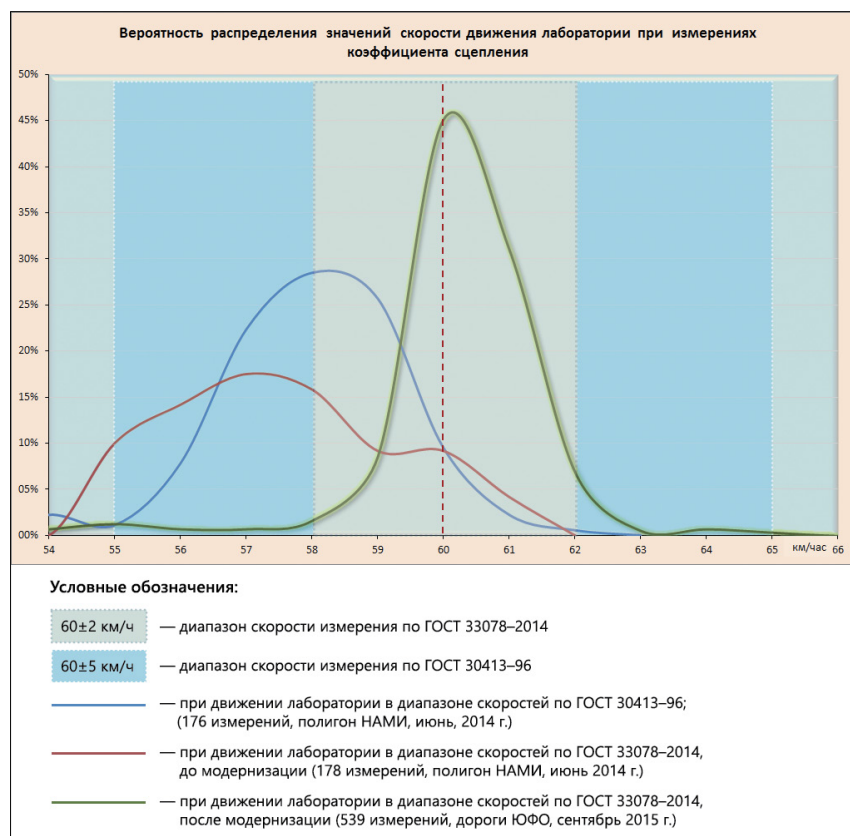 Вероятность распределения значений скорости движения лаборатории при измерениях
коэффициента сцепления
50%
45%
40%
35%
30%
25%
20%
15%
10%
05%
00%
54 55 56 57 58 59 60 61 62 63 64 65 км/час 66
Условные обозначения:
60±2 км/ч — диапазон скорости измерения по ГОСТ 33078–2014
60±5 км/ч — диапазон скорости измерения по ГОСТ 30413–96
— при движении лаборатории в диапазоне скоростей по ГОСТ 30413–96;
(176 измерений, полигон НАМИ, июнь, 2014 г.)
— при движении лаборатории в диапазоне скоростей по ГОСТ 33078–2014,
до модернизации (178 измерений, полигон НАМИ, июнь 2014 г.)
— при движении лаборатории в диапазоне скоростей по ГОСТ 33078–2014,
после модернизации (539 измерений, дороги ЮФО, сентябрь 2015 г.)